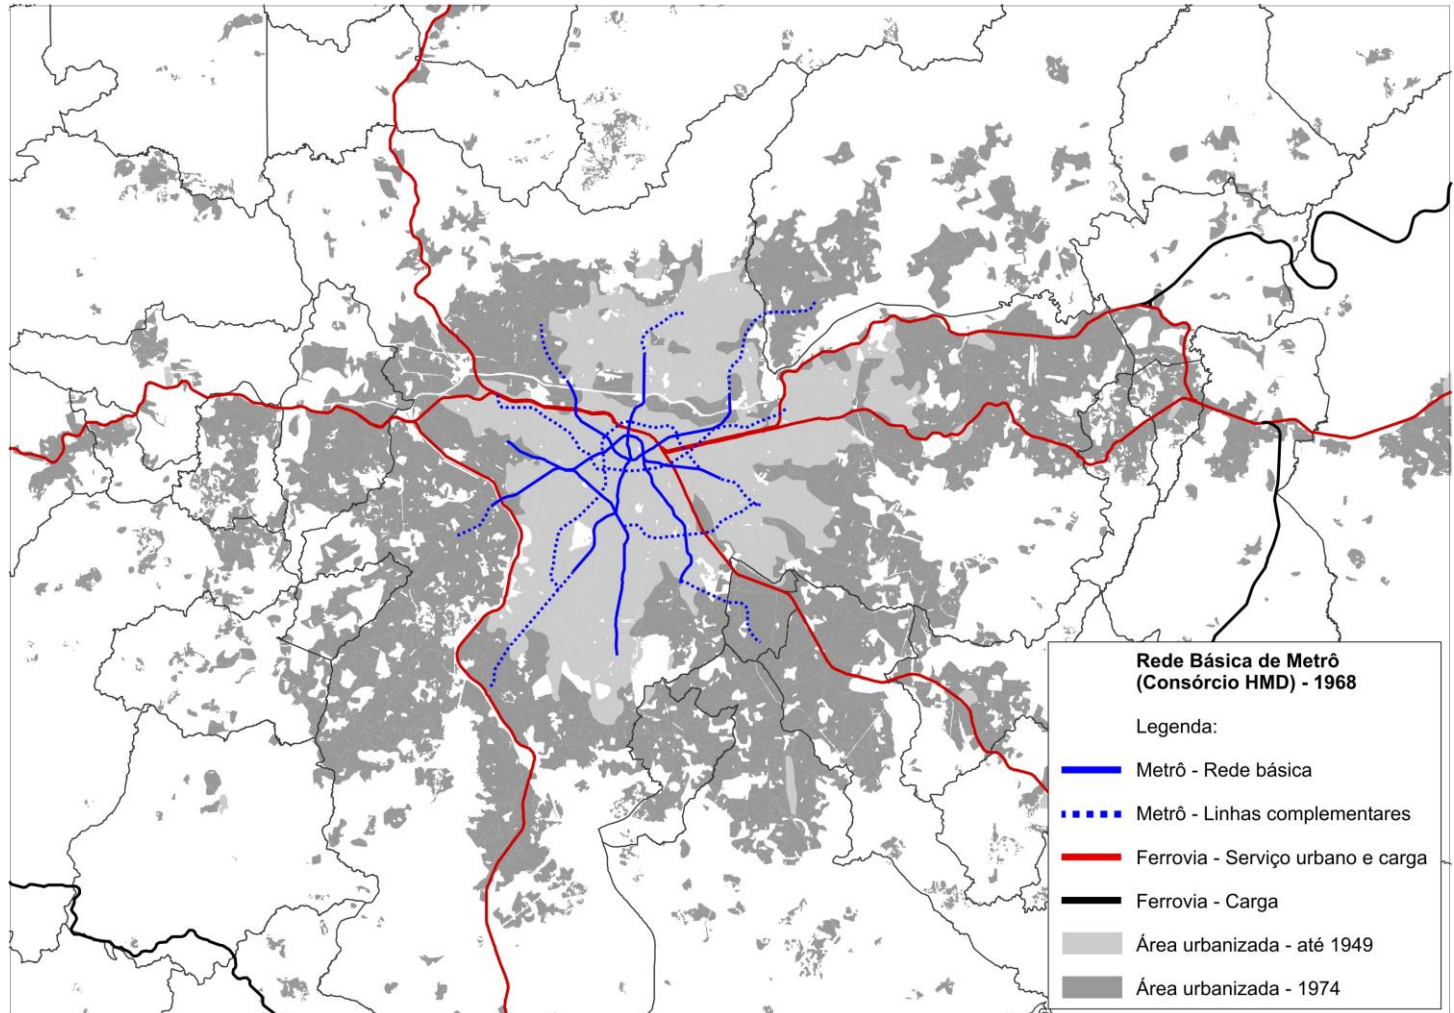 Rede Básica de Metrô
(Consórcio HMD) - 1968
Legenda:
Metrô - Rede básica
Metrô - Linhas complementares
Ferrovia - Serviço urbano e carga
Ferrovia - Carga
Área urbanizada - até 1949
Área urbanizada - 1974